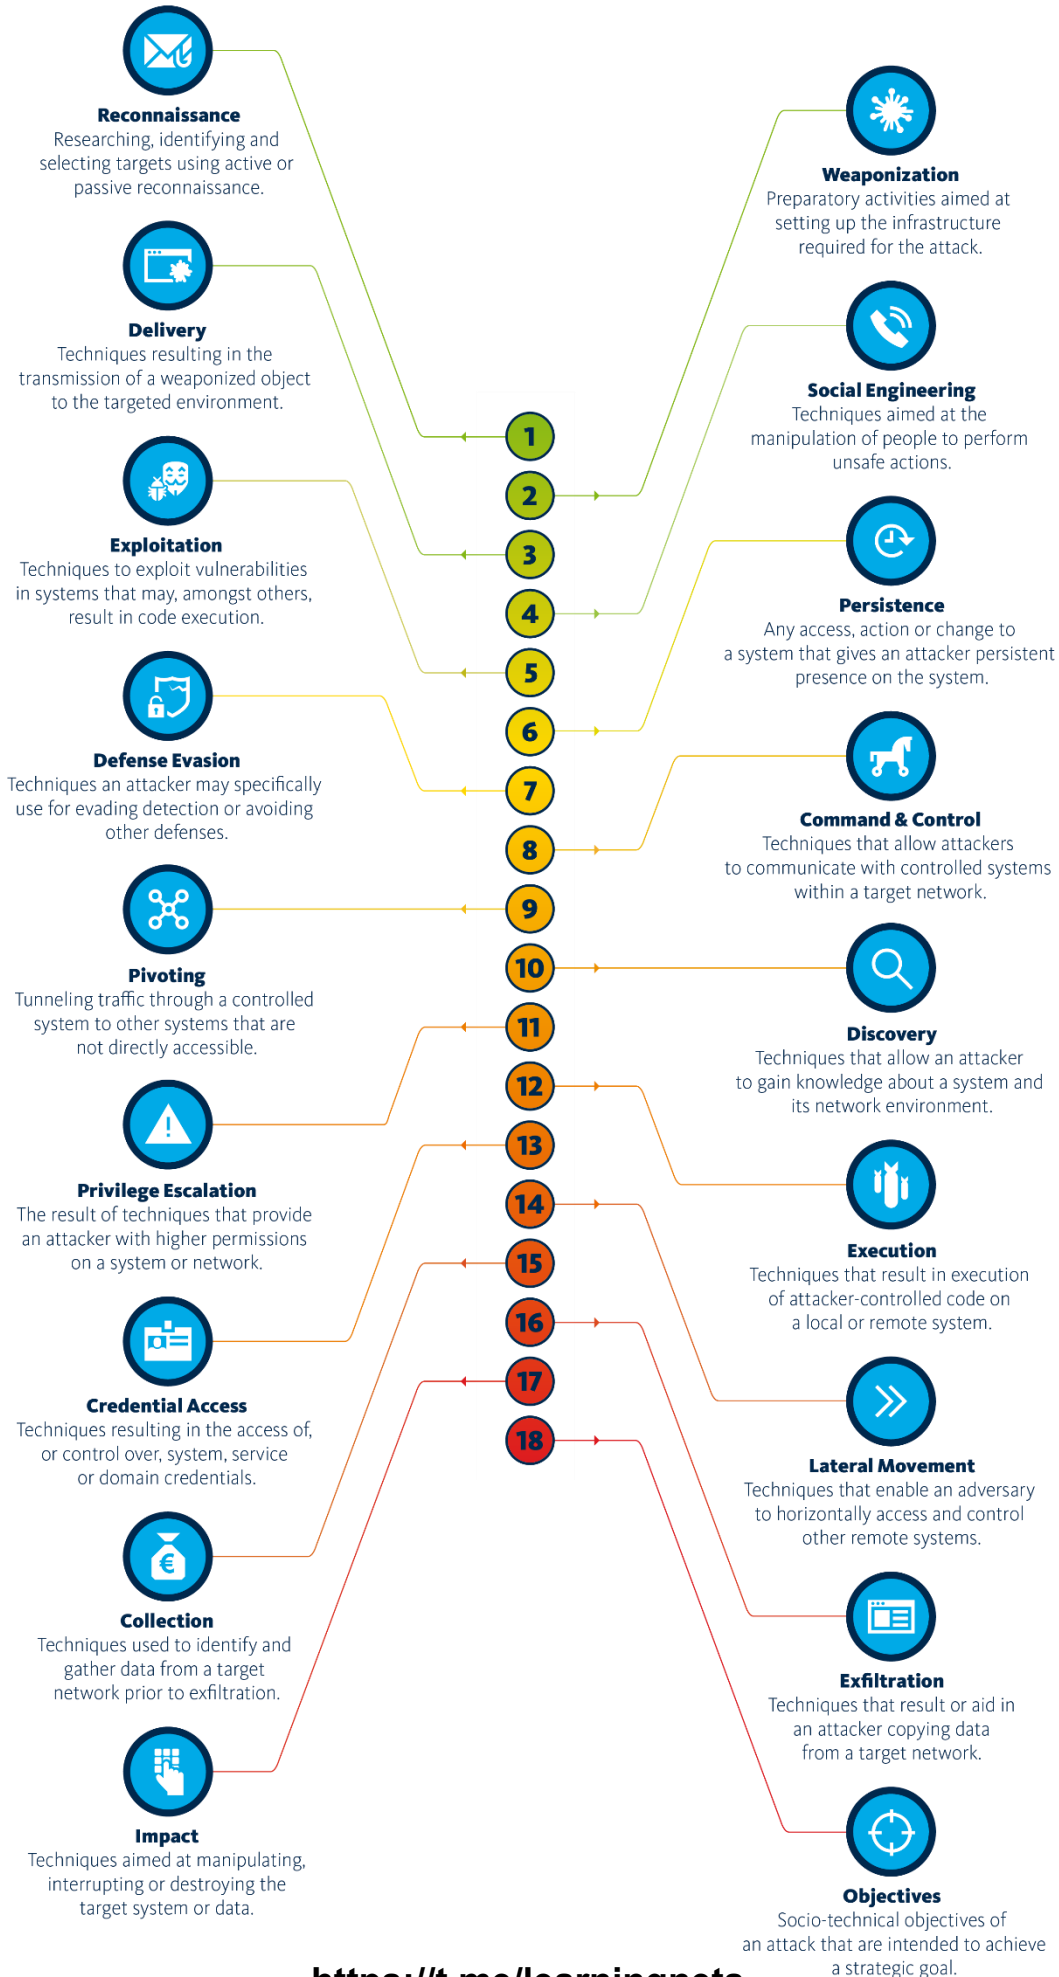 Reconnaissance
Researching, identifying and
selecting targets using active or
passive reconnaissance.
Weaponization
Preparatory activities aimed at
setting up the infrastructure
required for the attack.
Delivery
Techniques resulting in the
transmission of a weaponized object
to the targeted environment.
Social Engineering
Techniques aimed at the
manipulation of people to perform
unsafe actions.
Exploitation
Techniques to exploit vulnerabilities
in systems that may, amongst others,
result in code execution.
Persistence
Any access, action or change to
a system that gives an attacker persistent
presence on the system.
Defense Evasion
Techniques an attacker may specifically
use for evading detection or avoiding
other defenses.
Command & Control
Techniques that allow attackers
to communicate with controlled systems
within a target network.
Pivoting
Tunneling traffic through a controlled
system to other systems that are
not directly accessible.
Discovery
Techniques that allow an attacker
to gain knowledge about a system and
its network environment.
Privilege Escalation
The result of techniques that provide
an attacker with higher permissions
on a system or network.
Execution
Techniques that result in execution
of attacker-controlled code on
a local or remote system.
Credential Access
Techniques resulting in the access of,
or control over, system, service
or domain credentials.
Lateral Movement
Techniques that enable an adversary
to horizontally access and control
other remote systems.
Collection
Techniques used to identify and
gather data from a target
network prior to exfiltration.
Exfiltration
Techniques that result or aid in
an attacker copying data
from a target network.
Impact
Techniques aimed at manipulating,
interrupting or destroying the
target system or data.
Objectives
Socio-technical objectives of
an attack that are intended to achieve
a strategic goal.
1
2
3
4
5
6
7
8
9
10
11
12
13
14
15
16
17
18
€
https://t.me/learningnets